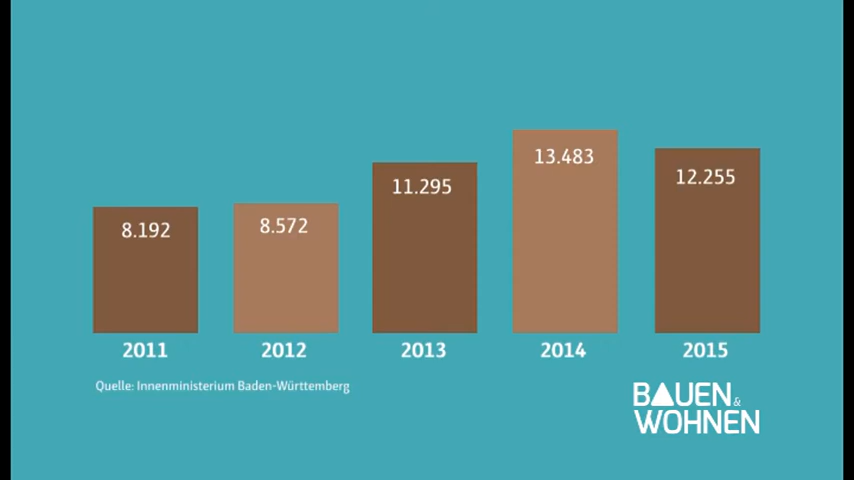 13.483
12.255
11.295
8.192
8.572
2011 2012 2013 2014 2015
Quelle: Innenministerium Baden-Württemberg
BAUEN &
WOHNEN